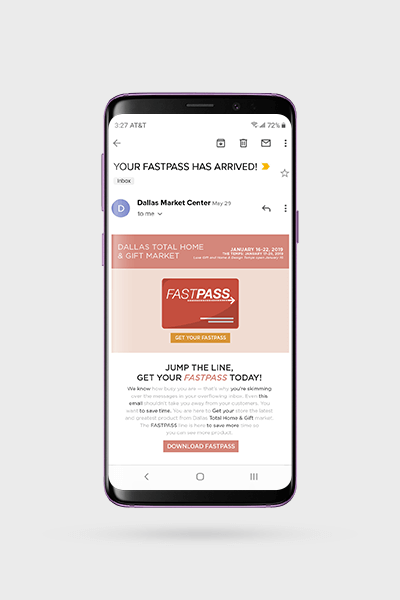 3:27 AT&T 72%
YOUR FASTPASS HAS ARRIVED!
Inbox
D
Dallas Market Center May 29
to me
DALLAS TOTAL HOME
& GIFT MARKET
JANUARY 16-22, 2019
THE TEMPS: JANUARY 17-20, 2019
FASTPASS
GET YOUR FASTPASS
JUMP THE LINE,
GET YOUR FASTPASS TODAY!
We know how busy you are — that's why you're skimming
over the messages in your overflowing inbox. Even this
email shouldn't take you away from your customers. You
want to save time. You are here to Get your store the latest
and greatest product from Dallas Total Home & Gift market.
The FASTPASS line is here to save more time so
you can see more product.
DOWNLOAD FASTPASS